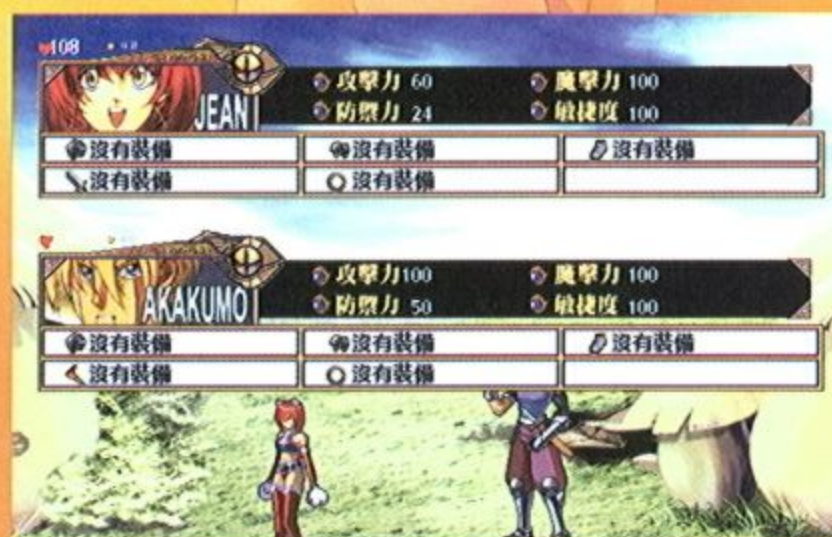 108
攻擊力 60 魔擊力 100
JEAN 防禦力 24 敏捷度 100
沒有裝備 沒有裝備 沒有裝備
沒有裝備 沒有裝備
攻擊力100 魔擊力 100
AKAKUMO 防禦力 50 敏捷度 100
沒有裝備 沒有裝備 沒有裝備
沒有裝備 沒有裝備